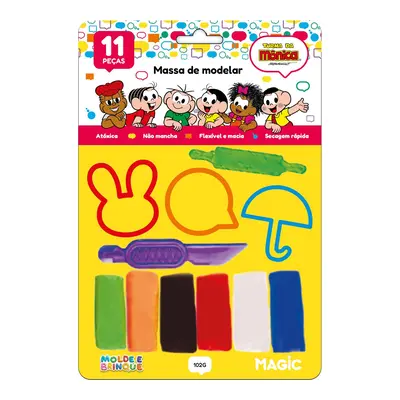 11
PEÇAS
TURMA DA
Mônica
Massa de modelar
Atóxica
Não mancha
Flexível e macia
Secagem rápida
MOLDE E
BRINQUE
102G
MAGIC